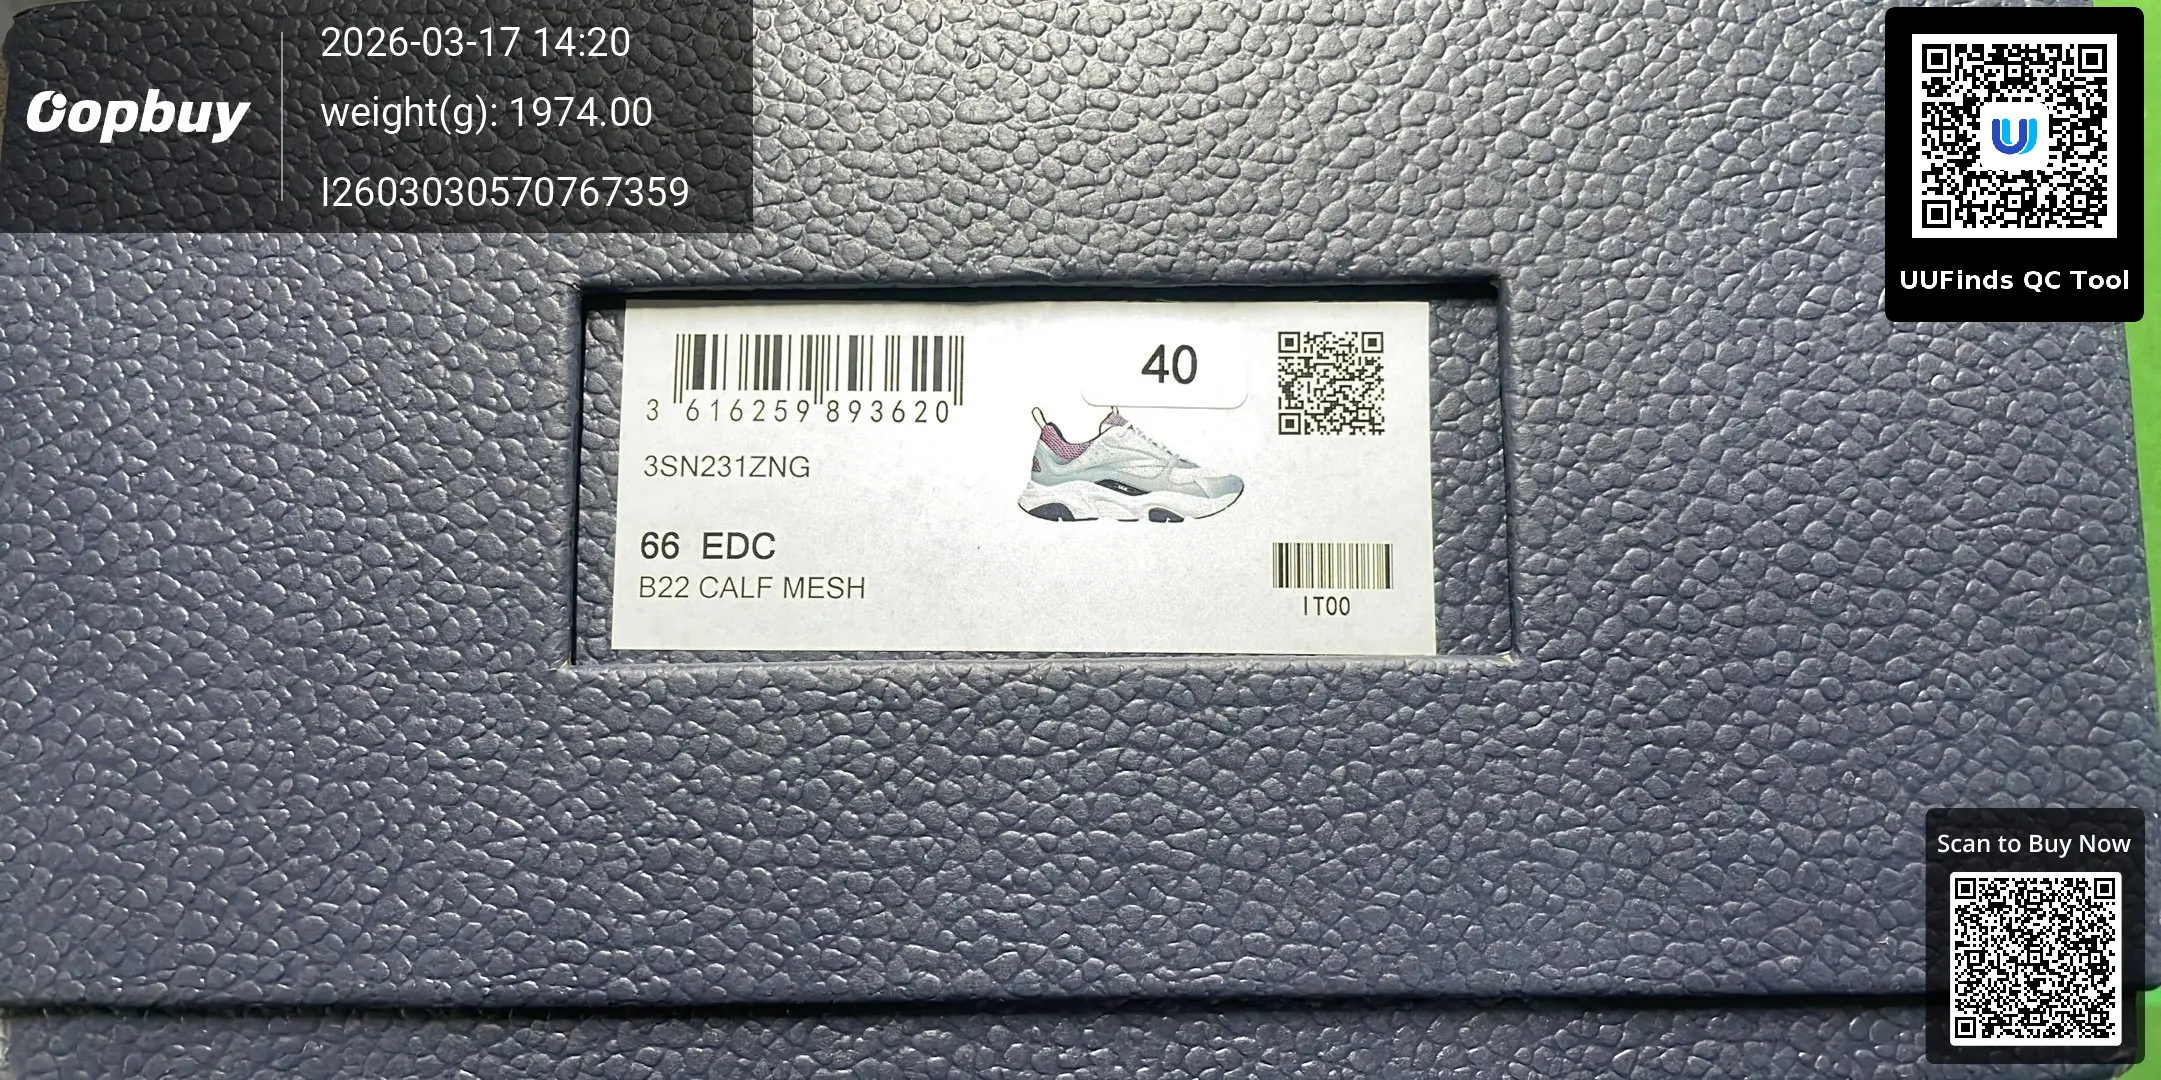 Oopbuy
2026-03-17 14:20
weight(g): 1974.00
I2603030570767359
UUFinds QC Tool
3 616259 893620
40
3SN231ZNG
66 EDC
B22 CALF MESH
IT00
Scan to Buy Now